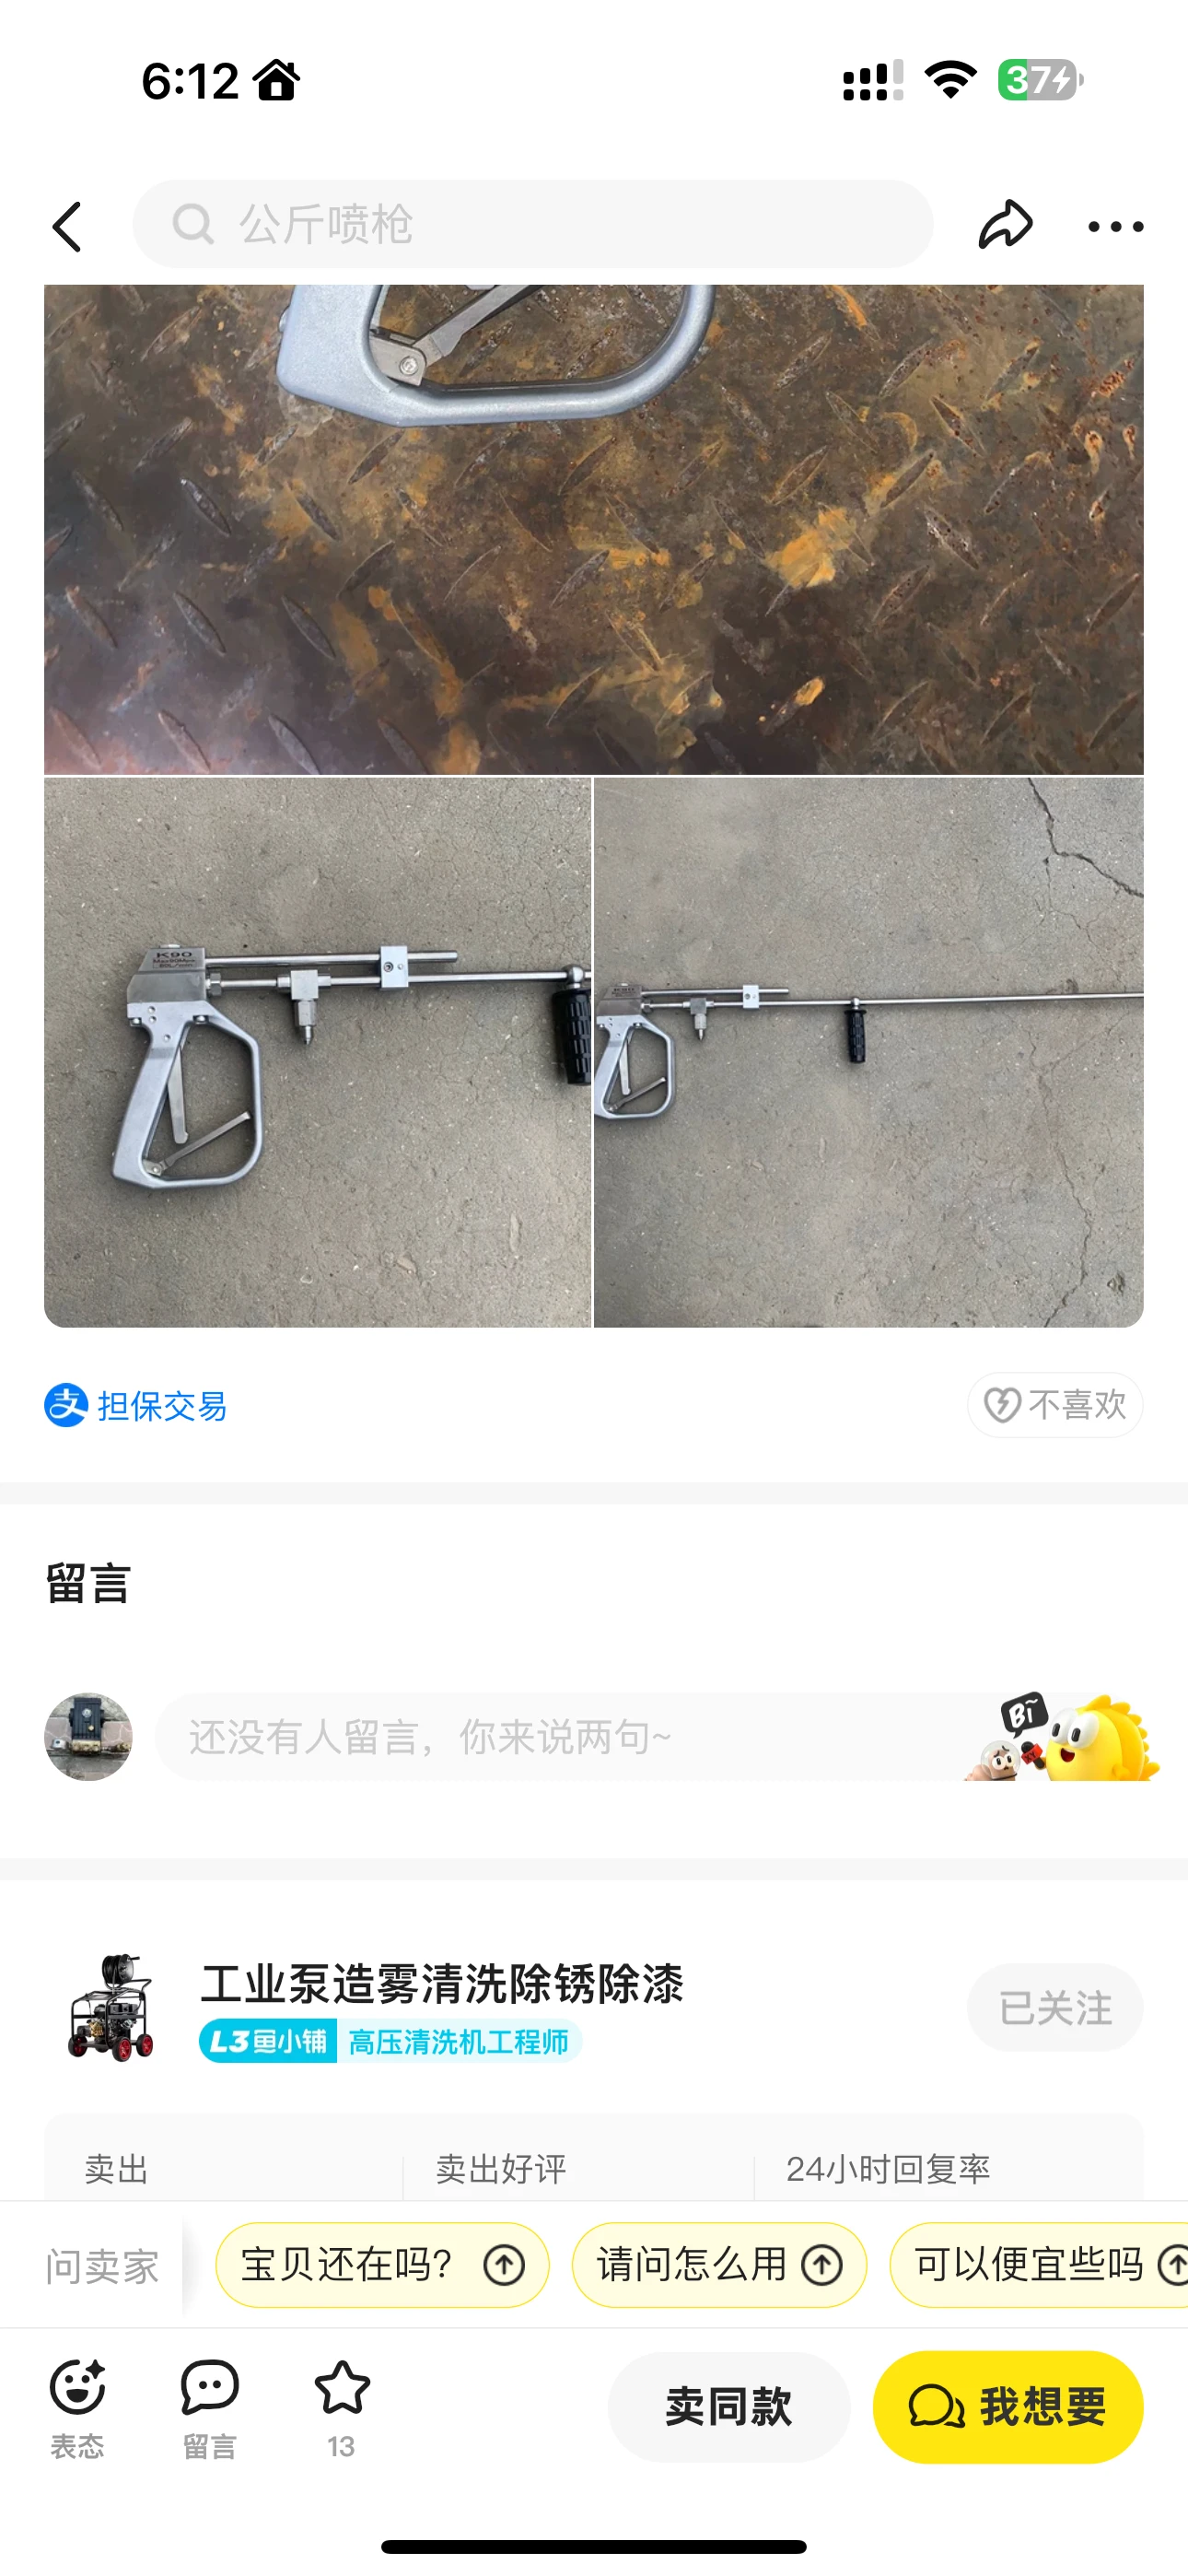 6:12
37
公斤喷枪
K90
担保交易
不喜欢
留言
还没有人留言，你来说两句~
Bi~
工业泵造雾清洗除锈除漆
已关注
L3鱼小铺 高压清洗机工程师
卖出 卖出好评 24小时回复率
问卖家 宝贝还在吗？ 请问怎么用 可以便宜些吗
表态 留言 13 卖同款 我想要